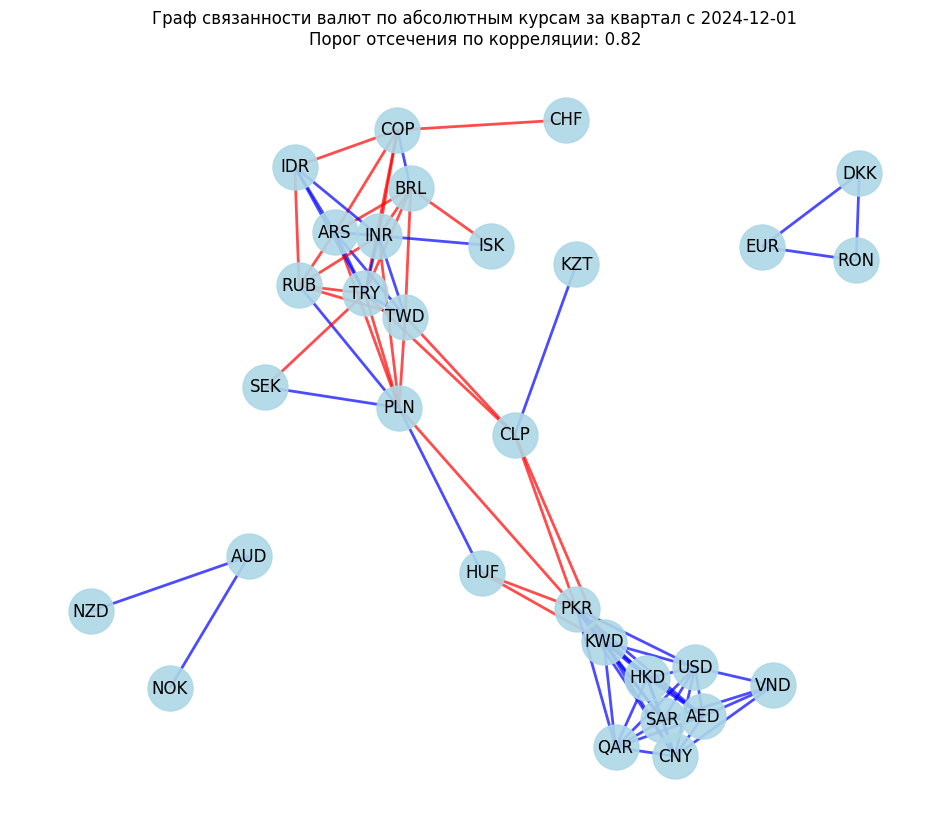 Граф связанности валют по абсолютным курсам за квартал с 2024-12-01
Порог отсечения по корреляции: 0.82
CHF
COP
IDR
DKK
BRL
ARS
INR
ISK
EUR
RON
KZT
RUB
TRY
TWD
SEK
PLN
CLP
AUD
HUF
NZD
PKR
KWD
USD
HKD
VND
NOK
SAR
AED
QAR
CNY